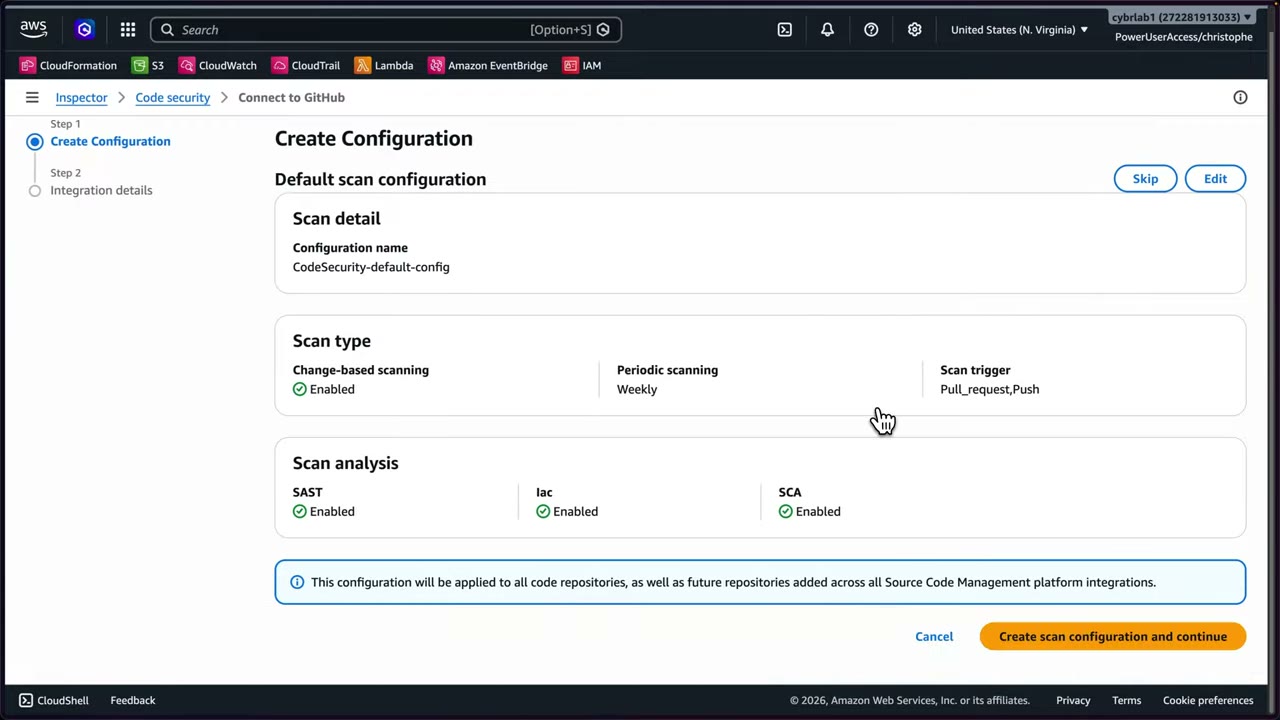 aws
Search
[Option+S]
United States (N. Virginia)
cybrlab1 (272281913033)
PowerUserAccess/christophe
CloudFormation
S3
CloudWatch
CloudTrail
Lambda
Amazon EventBridge
IAM
Inspector
Code security
Connect to GitHub
Step 1
Create Configuration
Step 2
Integration details
Create Configuration
Default scan configuration
Skip
Edit
Scan detail
Configuration name
CodeSecurity-default-config
Scan type
Change-based scanning
Enabled
Periodic scanning
Weekly
Scan trigger
Pull_request,Push
Scan analysis
SAST
Enabled
Iac
Enabled
SCA
Enabled
This configuration will be applied to all code repositories, as well as future repositories added across all Source Code Management platform integrations.
Cancel
Create scan configuration and continue
CloudShell
Feedback
© 2026, Amazon Web Services, Inc. or its affiliates.
Privacy
Terms
Cookie preferences